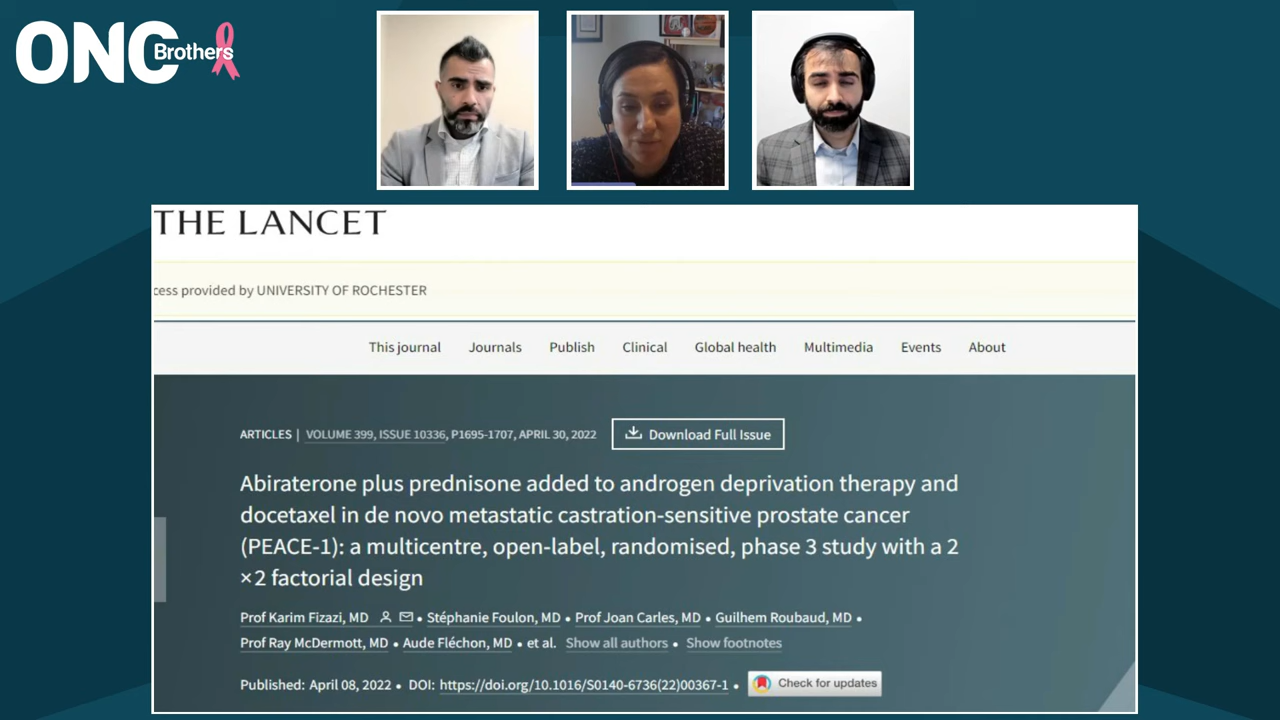 ONC Brothers
THE LANCET
cess provided by UNIVERSITY OF ROCHESTER
This journal Journals Publish Clinical Global health Multimedia Events About
ARTICLES | VOLUME 399, ISSUE 10336, P1695-1707, APRIL 30, 2022 Download Full Issue
Abiraterone plus prednisone added to androgen deprivation therapy and
docetaxel in de novo metastatic castration-sensitive prostate cancer
(PEACE-1): a multicentre, open-label, randomised, phase 3 study with a 2
× 2 factorial design
Prof Karim Fizazi, MD • Stéphanie Foulon, MD • Prof Joan Carles, MD • Guilhem Roubaud, MD •
Prof Ray McDermott, MD • Aude Fléchon, MD • et al. Show all authors • Show footnotes
Published: April 08, 2022 • DOI: https://doi.org/10.1016/S0140-6736(22)00367-1 • Check for updates